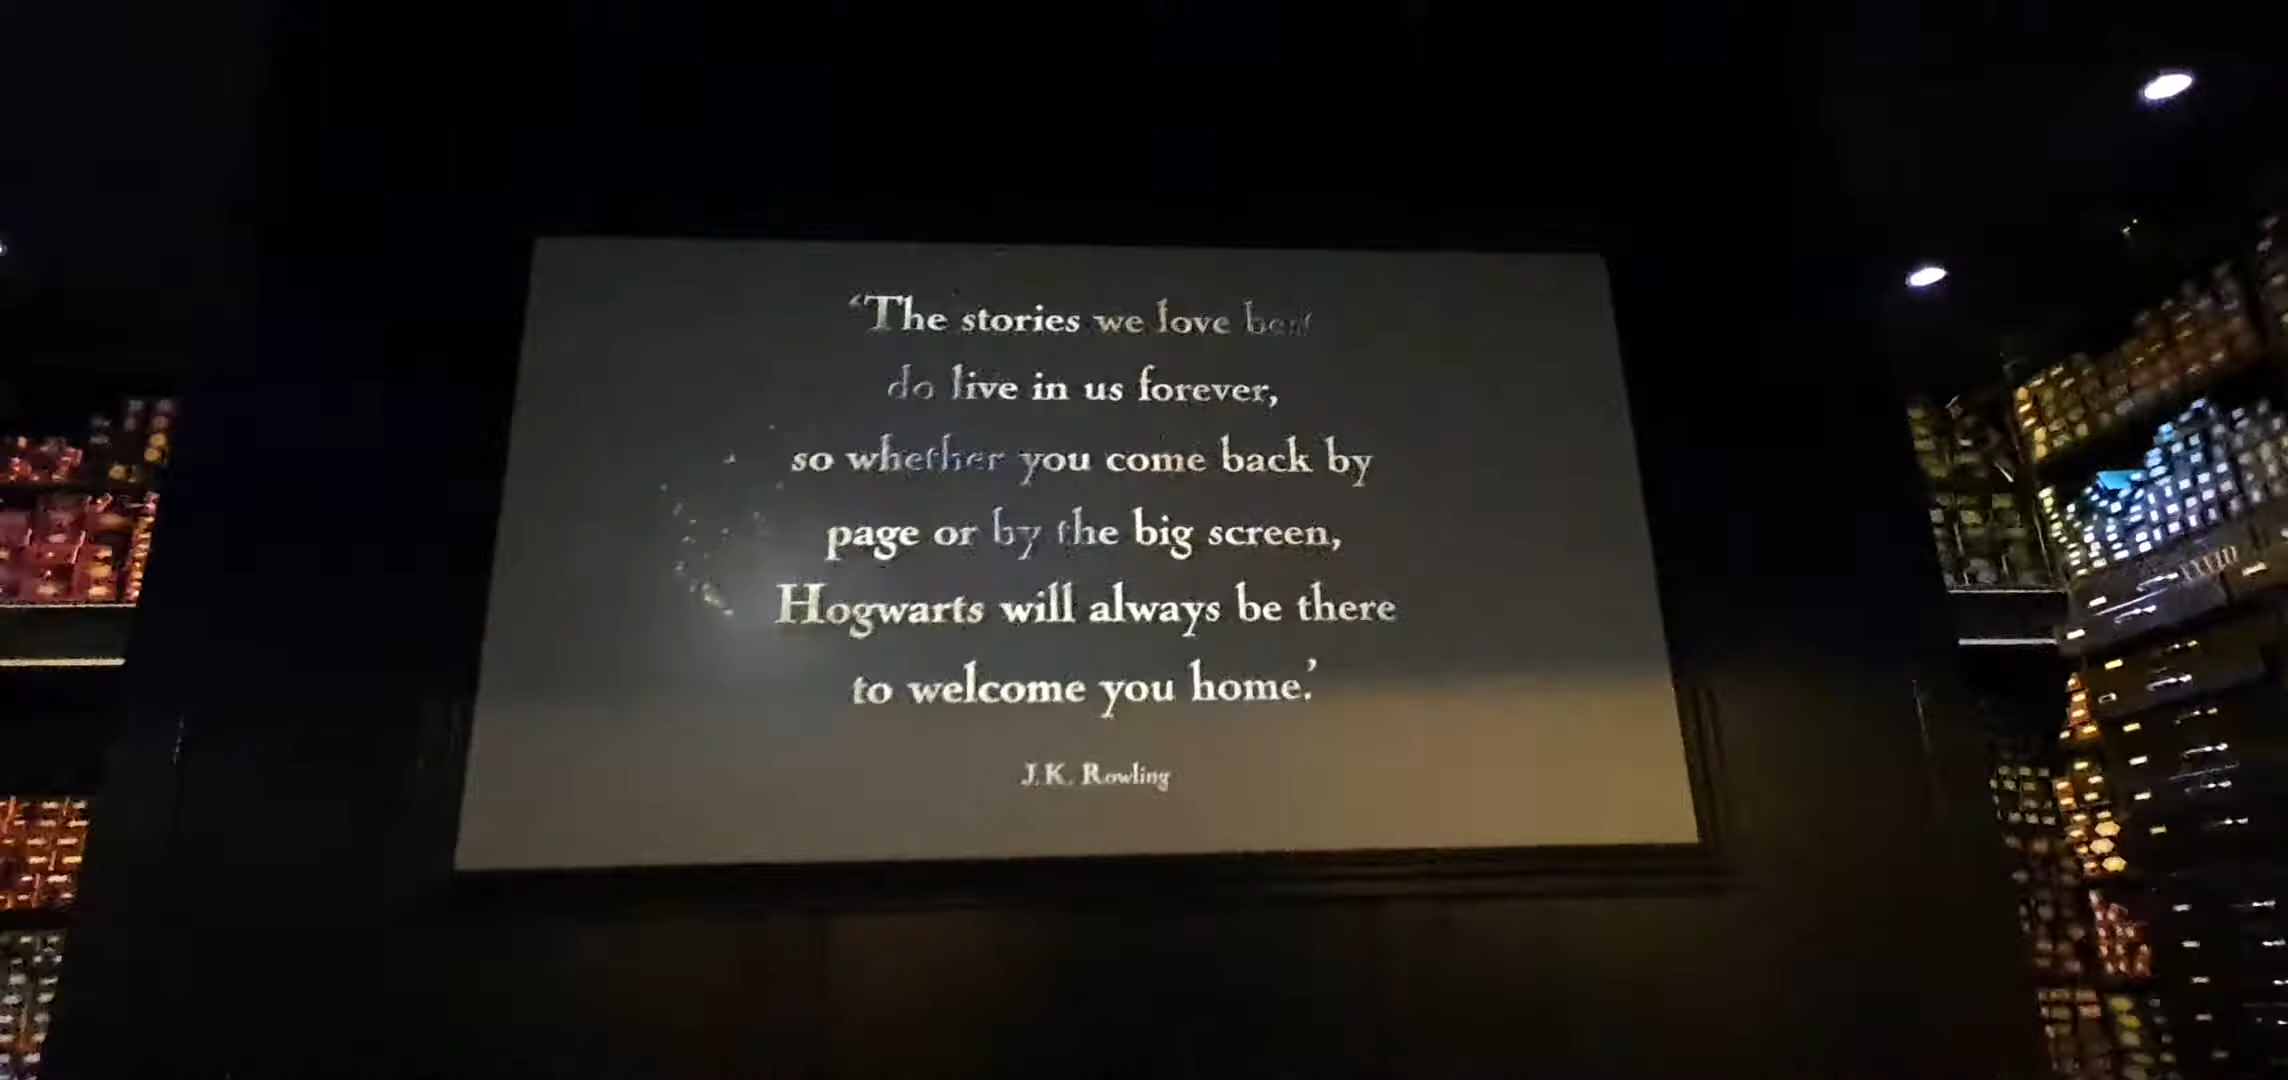 ‘The stories we love best
do live in us forever,
so whether you come back by
page or by the big screen,
Hogwarts will always be there
to welcome you home.’
J.K. Rowling